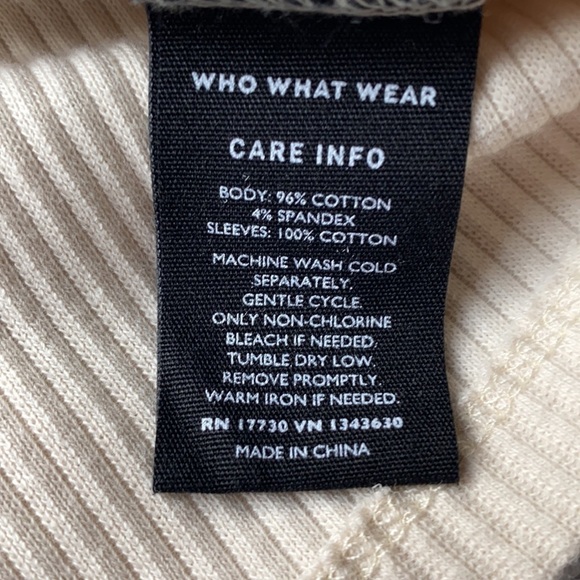 WHO WHAT WEAR
CARE INFO
BODY: 96% COTTON
4% SPANDEX
SLEEVES: 100% COTTON
MACHINE WASH COLD
SEPARATELY.
GENTLE CYCLE.
ONLY NON-CHLORINE
BLEACH IF NEEDED.
TUMBLE DRY LOW.
REMOVE PROMPTLY.
WARM IRON IF NEEDED.
RN 17730 VN 1343630
MADE IN CHINA